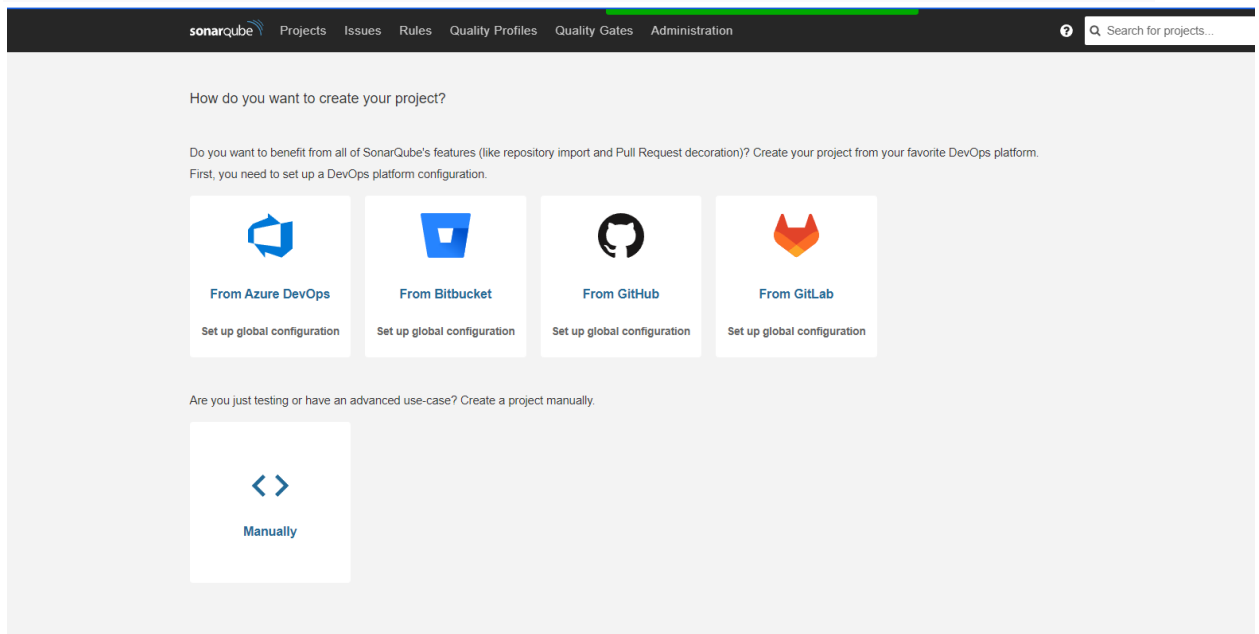 sonarqube Projects Issues Rules Quality Profiles Quality Gates Administration ? Search for projects...
How do you want to create your project?
Do you want to benefit from all of SonarQube's features (like repository import and Pull Request decoration)? Create your project from your favorite DevOps platform.
First, you need to set up a DevOps platform configuration.
From Azure DevOps From Bitbucket From GitHub From GitLab
Set up global configuration Set up global configuration Set up global configuration Set up global configuration
Are you just testing or have an advanced use-case? Create a project manually.
Manually